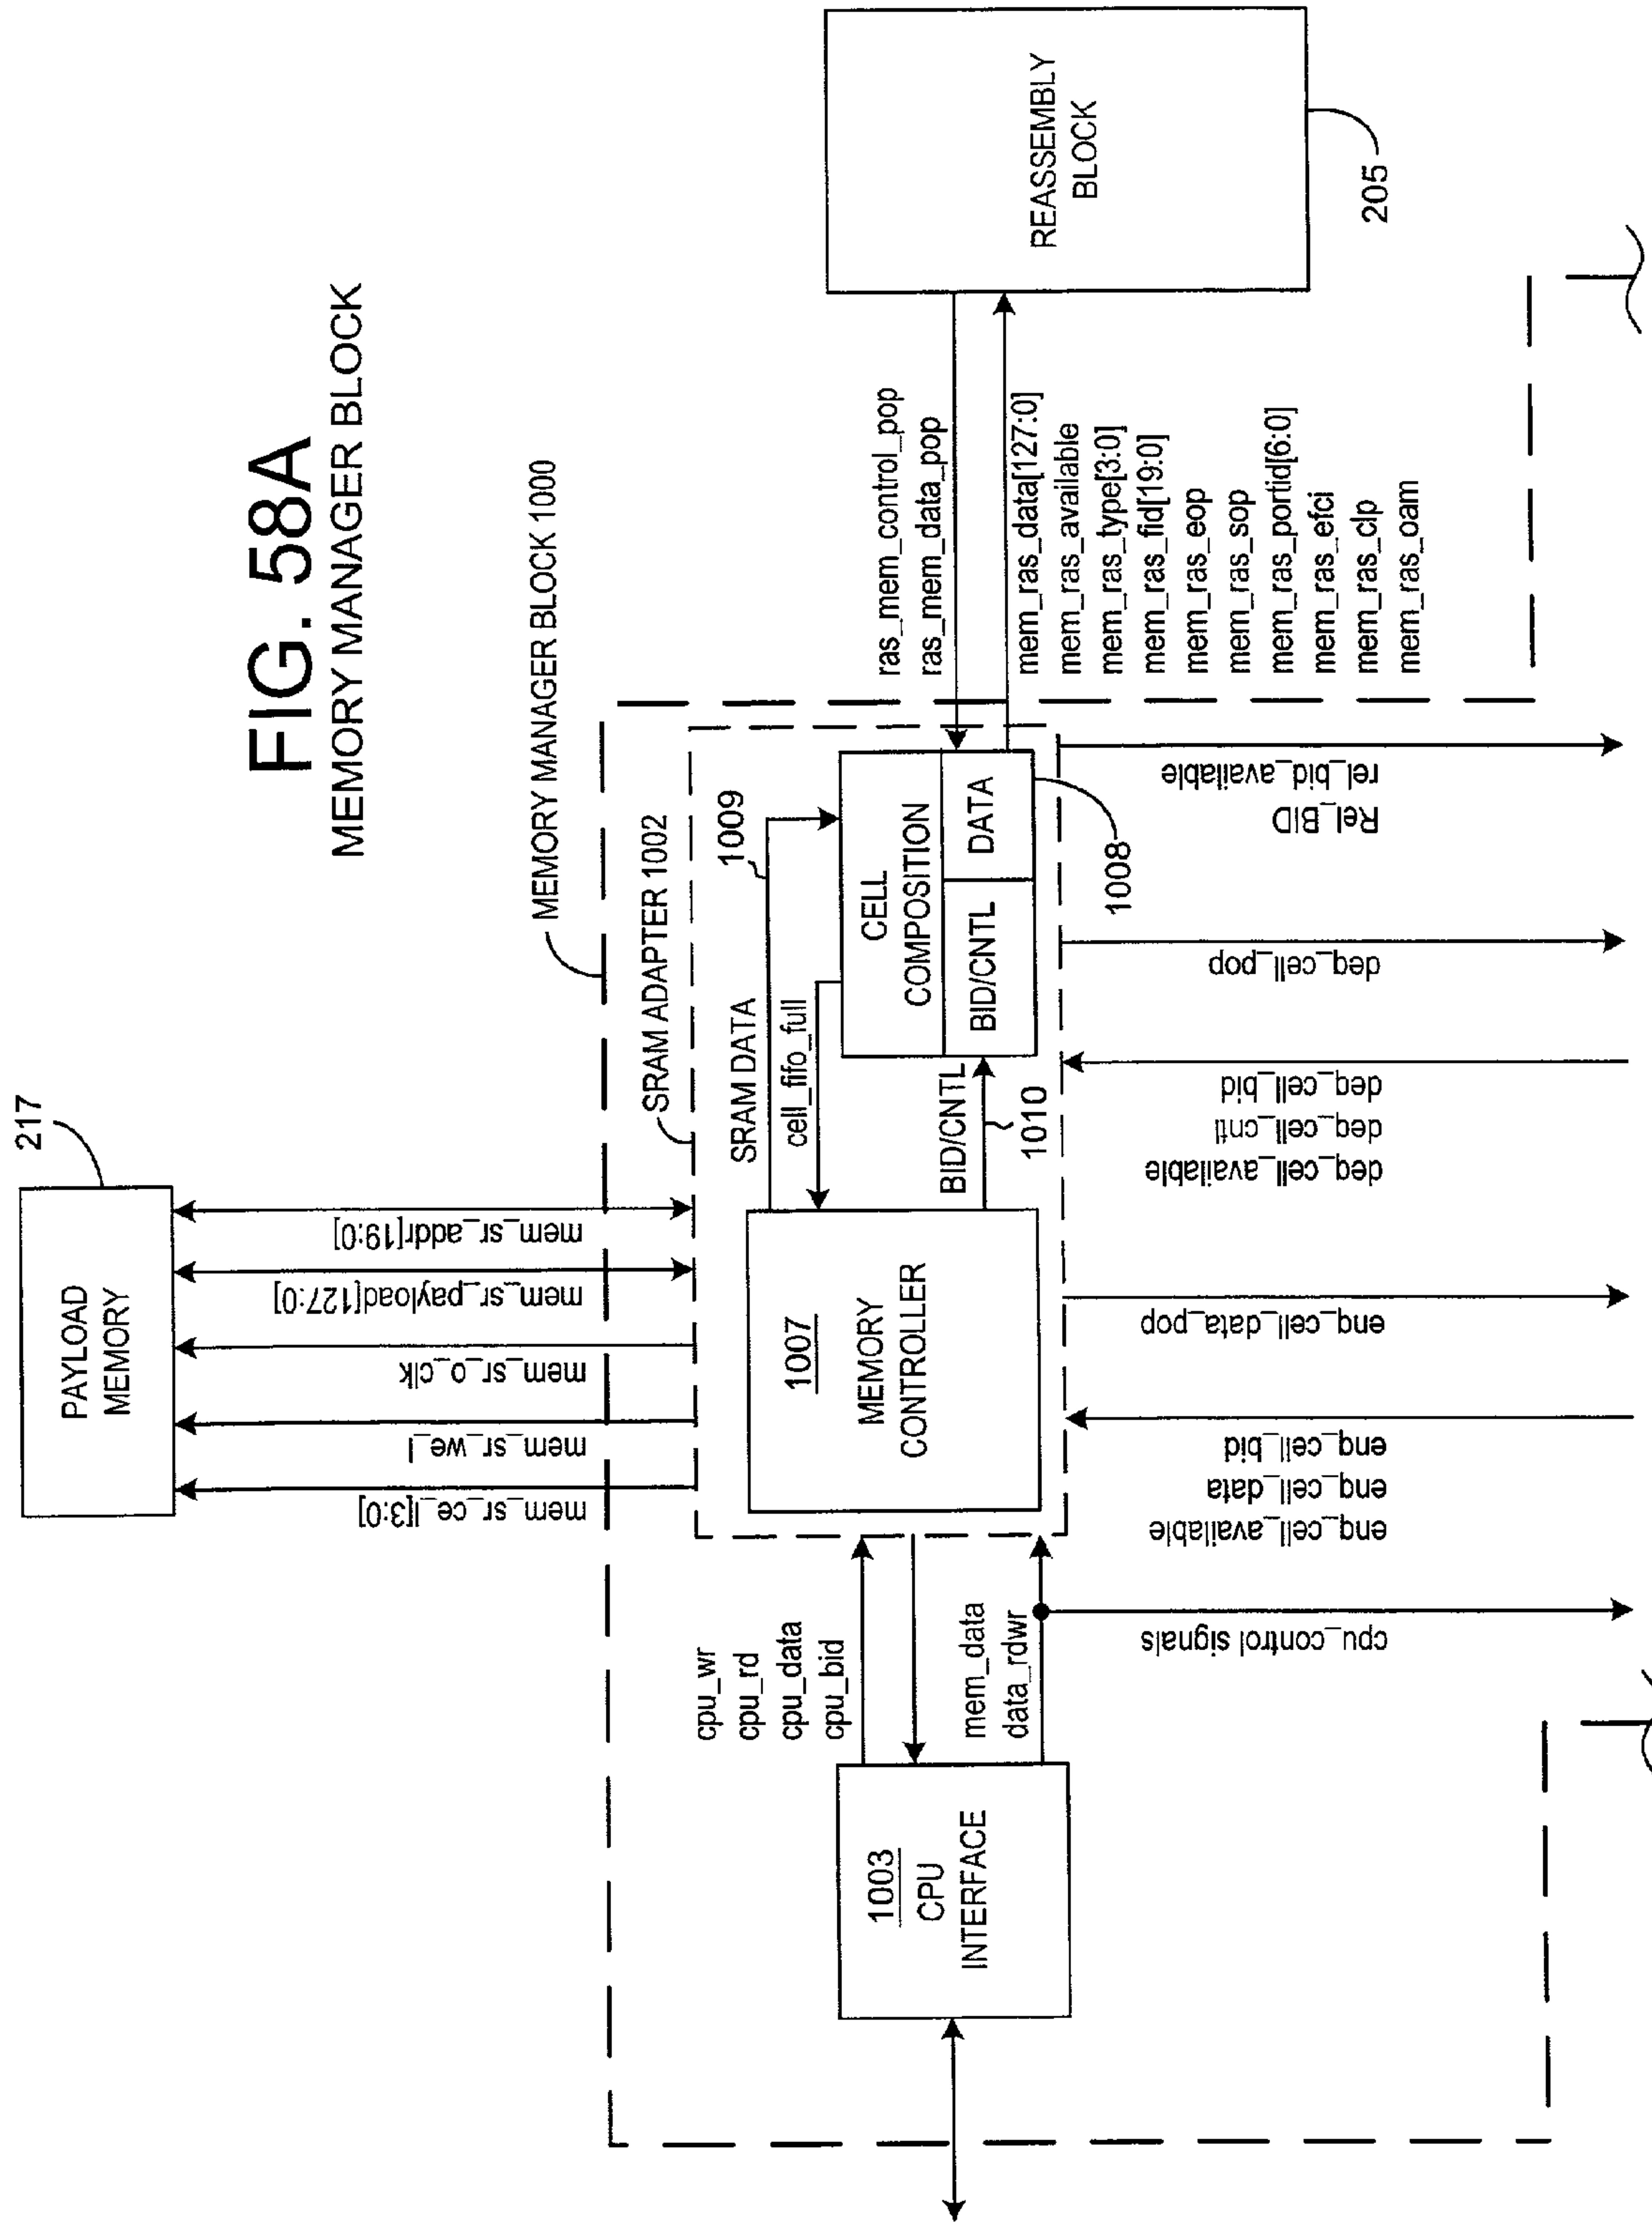 FIG. 58A
MEMORY MANAGER BLOCK
217
PAYLOAD
MEMORY
mem_sr_ce_l[3:0]
mem_sr_we_l
mem_sr_o_clk
mem_sr_payload[127:0]
mem_sr_addr[19:0]
MEMORY MANAGER BLOCK 1000
SRAM ADAPTER 1002
1003
CPU
INTERFACE
cpu_wr
cpu_rd
cpu_data
cpu_bid
mem_data
data_rdwr
1007
MEMORY
CONTROLLER
SRAM DATA
1009
cell_fifo_full
BID/CNTL
1010
CELL
COMPOSITION
BID/CNTL
DATA
1008
ras_mem_control_pop
ras_mem_data_pop
mem_ras_data[127:0]
mem_ras_available
mem_ras_type[3:0]
mem_ras_fid[19:0]
mem_ras_eop
mem_ras_sop
mem_ras_portid[6:0]
mem_ras_efci
mem_ras_clp
mem_ras_oam
REASSEMBLY
BLOCK
205
cpu_control signals
enq_cell_available
enq_cell_data
enq_cell_bid
enq_cell_data_pop
deq_cell_available
deq_cell_cntl
deq_cell_bid
deq_cell_pop
Rel_BID
rel_bid_available